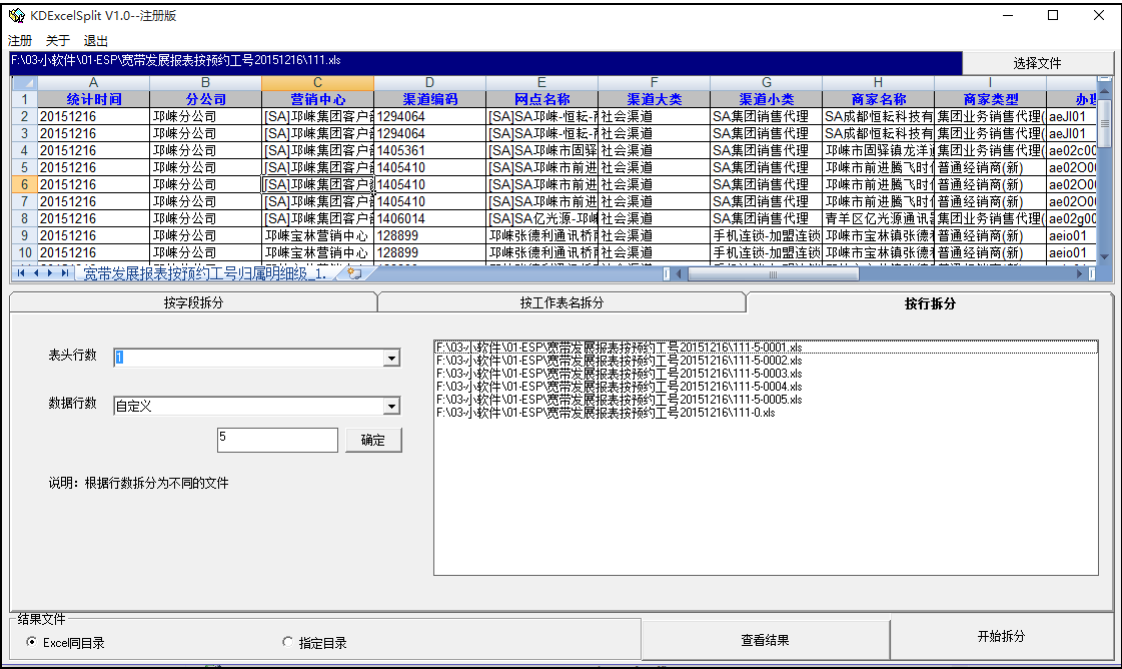 KDExcelSplit V1.0--注册版
注册 关于 退出
F:\03-小软件\01-ESP\宽带发展报表按预约工号20151216\111.xls 选择文件
A B C D E F G H I
1 统计时间 分公司 营销中心 渠道编码 网点名称 渠道大类 渠道小类 商家名称 商家类型
2 20151216 邛崃分公司 [SA]邛崃集团客户 1294064 [SA]SA邛崃-恒耘- 社会渠道 SA集团销售代理 SA成都恒耘科技有 集团业务销售代理( aeJI01
3 20151216 邛崃分公司 [SA]邛崃集团客户 1294064 [SA]SA邛崃-恒耘- 社会渠道 SA集团销售代理 SA成都恒耘科技有 集团业务销售代理( aeJI01
4 20151216 邛崃分公司 [SA]邛崃集团客户 1405361 [SA]SA邛崃市固驿 社会渠道 SA集团销售代理 邛崃市固驿镇龙洋 集团业务销售代理( ae02c00
5 20151216 邛崃分公司 [SA]邛崃集团客户 1405410 [SA]SA邛崃市前进 社会渠道 SA集团销售代理 邛崃市前进腾飞时 普通经销商(新) ae02O0
6 20151216 邛崃分公司 [SA]邛崃集团客户 1405410 [SA]SA邛崃市前进 社会渠道 SA集团销售代理 邛崃市前进腾飞时 普通经销商(新) ae02O0
7 20151216 邛崃分公司 [SA]邛崃集团客户 1405410 [SA]SA邛崃市前进 社会渠道 SA集团销售代理 邛崃市前进腾飞时 普通经销商(新) ae02O0
8 20151216 邛崃分公司 [SA]邛崃集团客户 1406014 [SA]SA亿光源-邛崃 社会渠道 SA集团销售代理 青羊区亿光源通讯 集团业务销售代理( ae02g00
9 20151216 邛崃分公司 邛崃宝林营销中心 128899 邛崃张德利通讯桥 社会渠道 手机连锁-加盟连锁 邛崃市宝林镇张德 普通经销商(新) aeio01
10 20151216 邛崃分公司 邛崃宝林营销中心 128899 邛崃张德利通讯桥 社会渠道 手机连锁-加盟连锁 邛崃市宝林镇张德 普通经销商(新) aeio01
宽带发展报表按预约工号归属明细级_1.
按字段拆分 按工作表名拆分 按行拆分
表头行数 1
数据行数 自定义
5 确定
说明：根据行数拆分为不同的文件
F:\03-小软件\01-ESP\宽带发展报表按预约工号20151216\111-5-0001.xls
F:\03-小软件\01-ESP\宽带发展报表按预约工号20151216\111-5-0002.xls
F:\03-小软件\01-ESP\宽带发展报表按预约工号20151216\111-5-0003.xls
F:\03-小软件\01-ESP\宽带发展报表按预约工号20151216\111-5-0004.xls
F:\03-小软件\01-ESP\宽带发展报表按预约工号20151216\111-5-0005.xls
F:\03-小软件\01-ESP\宽带发展报表按预约工号20151216\111-0.xls
结果文件
Excel同目录 指定目录 查看结果 开始拆分